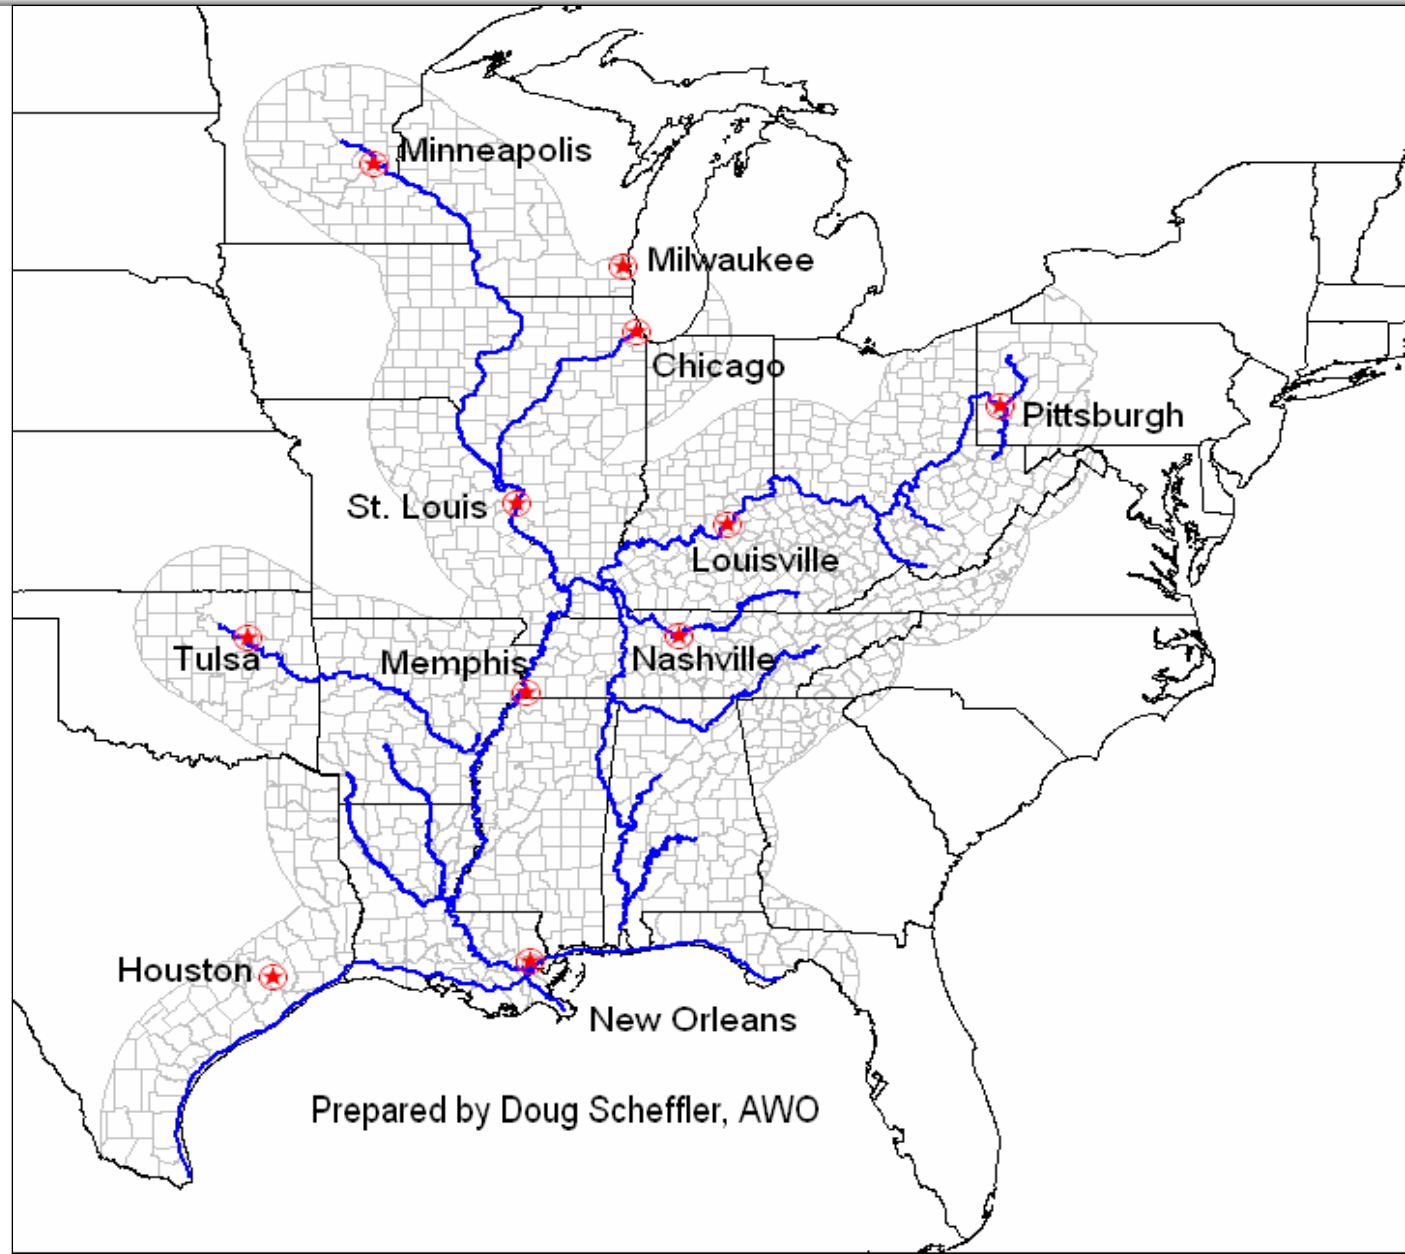 Minneapolis
Milwaukee
Chicago
Pittsburgh
St. Louis
Louisville
Tulsa
Memphis
Nashville
Houston
New Orleans
Prepared by Doug Scheffler, AWO